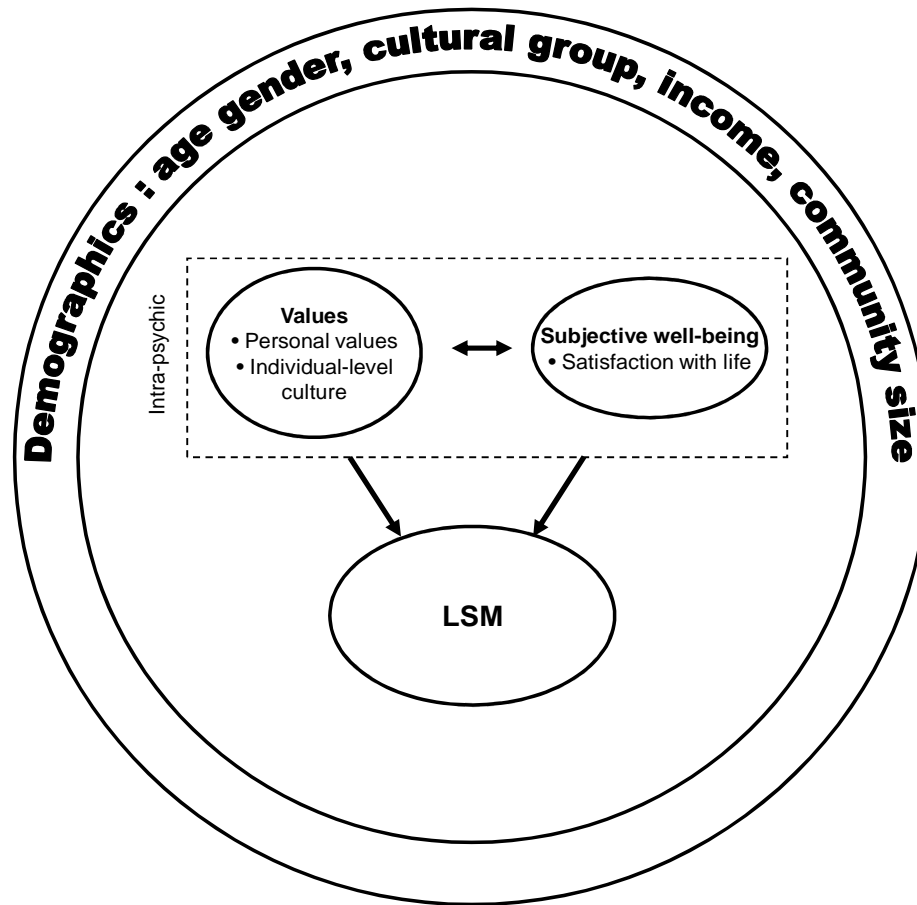 Demographics : age gender, cultural group, income, community size
Intra-psychic
Values
• Personal values
• Individual-level
culture
Subjective well-being
• Satisfaction with life
LSM